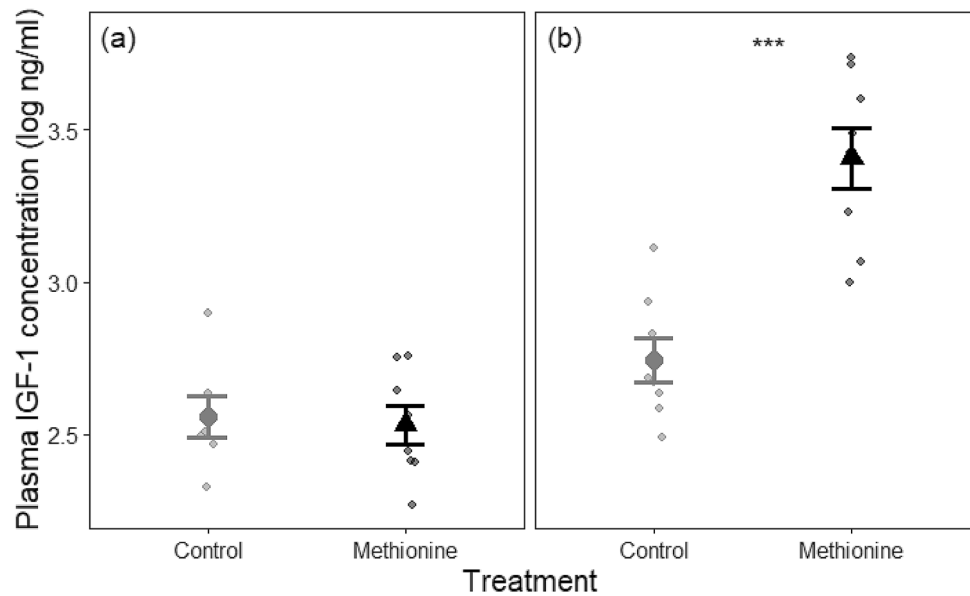 (a)
(b)
***
Plasma IGF-1 concentration (log ng/ml)
3.5
3.0
2.5
Control
Methionine
Control
Methionine
Treatment